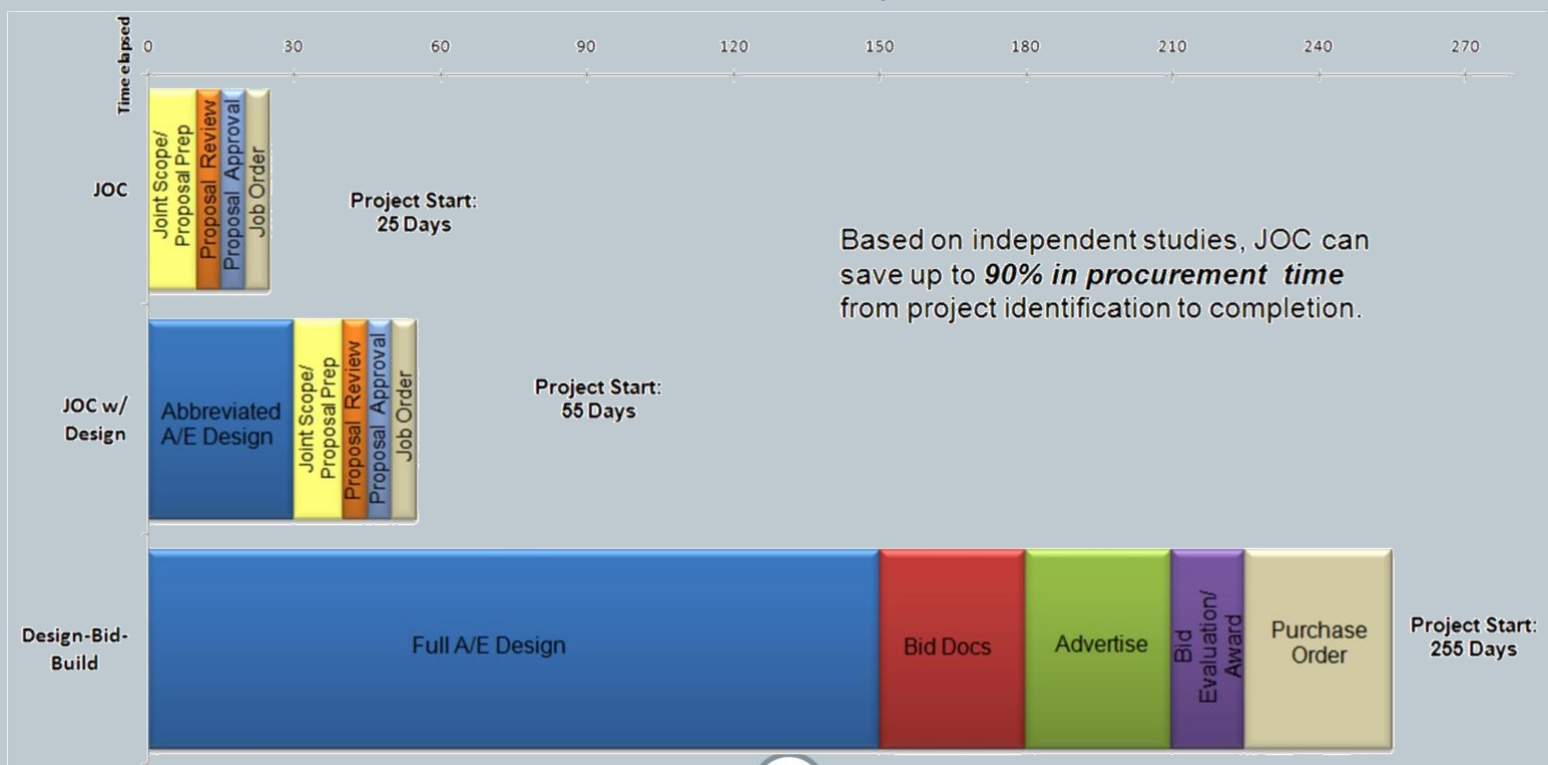 Time elapsed
0 30 60 90 120 150 180 210 240 270
JOC
Joint Scope/
Proposal Prep
Proposal Review
Proposal Approval
Job Order
Project Start:
25 Days
Based on independent studies, JOC can
save up to 90% in procurement time
from project identification to completion.
JOC w/
Design
Abbreviated
A/E Design
Joint Scope/
Proposal Prep
Proposal Review
Proposal Approval
Job Order
Project Start:
55 Days
Design-Bid-
Build
Full A/E Design
Bid Docs
Advertise
Bid
Evaluation/
Award
Purchase
Order
Project Start:
255 Days